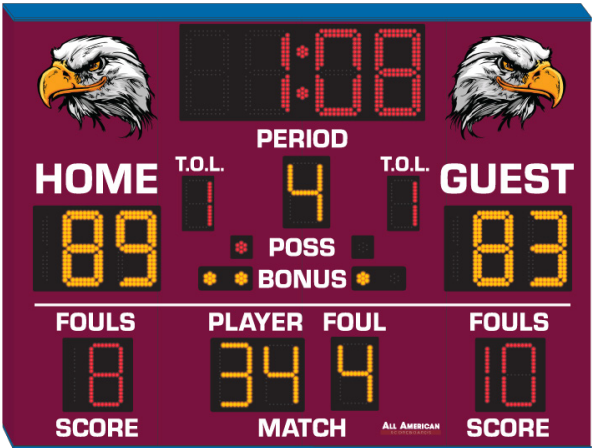 1:08
PERIOD
T.O.L. T.O.L.
HOME 1 4 1 GUEST
89 POSS 83
BONUS
FOULS PLAYER FOUL FOULS
8 34 4 10
SCORE MATCH ALL AMERICAN SCORE